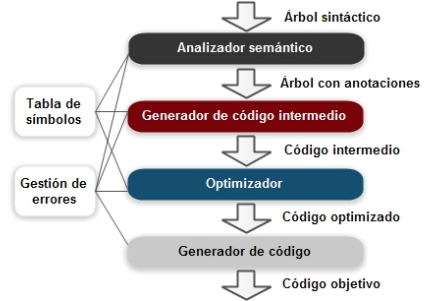 Árbol sintáctico
Analizador semántico
Árbol con anotaciones
Tabla de
símbolos
Generador de código intermedio
Código intermedio
Gestión de
errores
Optimizador
Código optimizado
Generador de código
Código objetivo